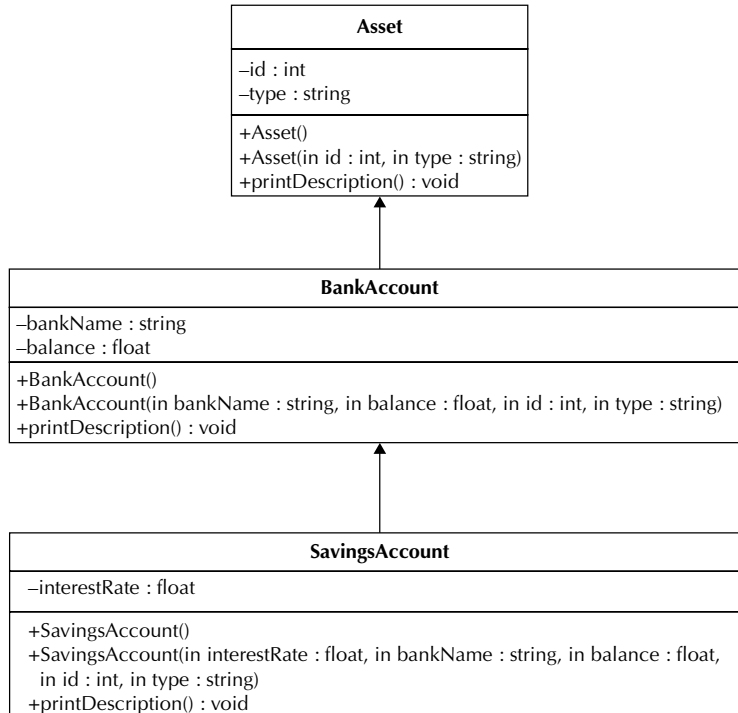 Asset
–id : int
–type : string
+Asset()
+Asset(in id : int, in type : string)
+printDescription() : void
BankAccount
–bankName : string
–balance : float
+BankAccount()
+BankAccount(in bankName : string, in balance : float, in id : int, in type : string)
+printDescription() : void
SavingsAccount
–interestRate : float
+SavingsAccount()
+SavingsAccount(in interestRate : float, in bankName : string, in balance : float,
in id : int, in type : string)
+printDescription() : void